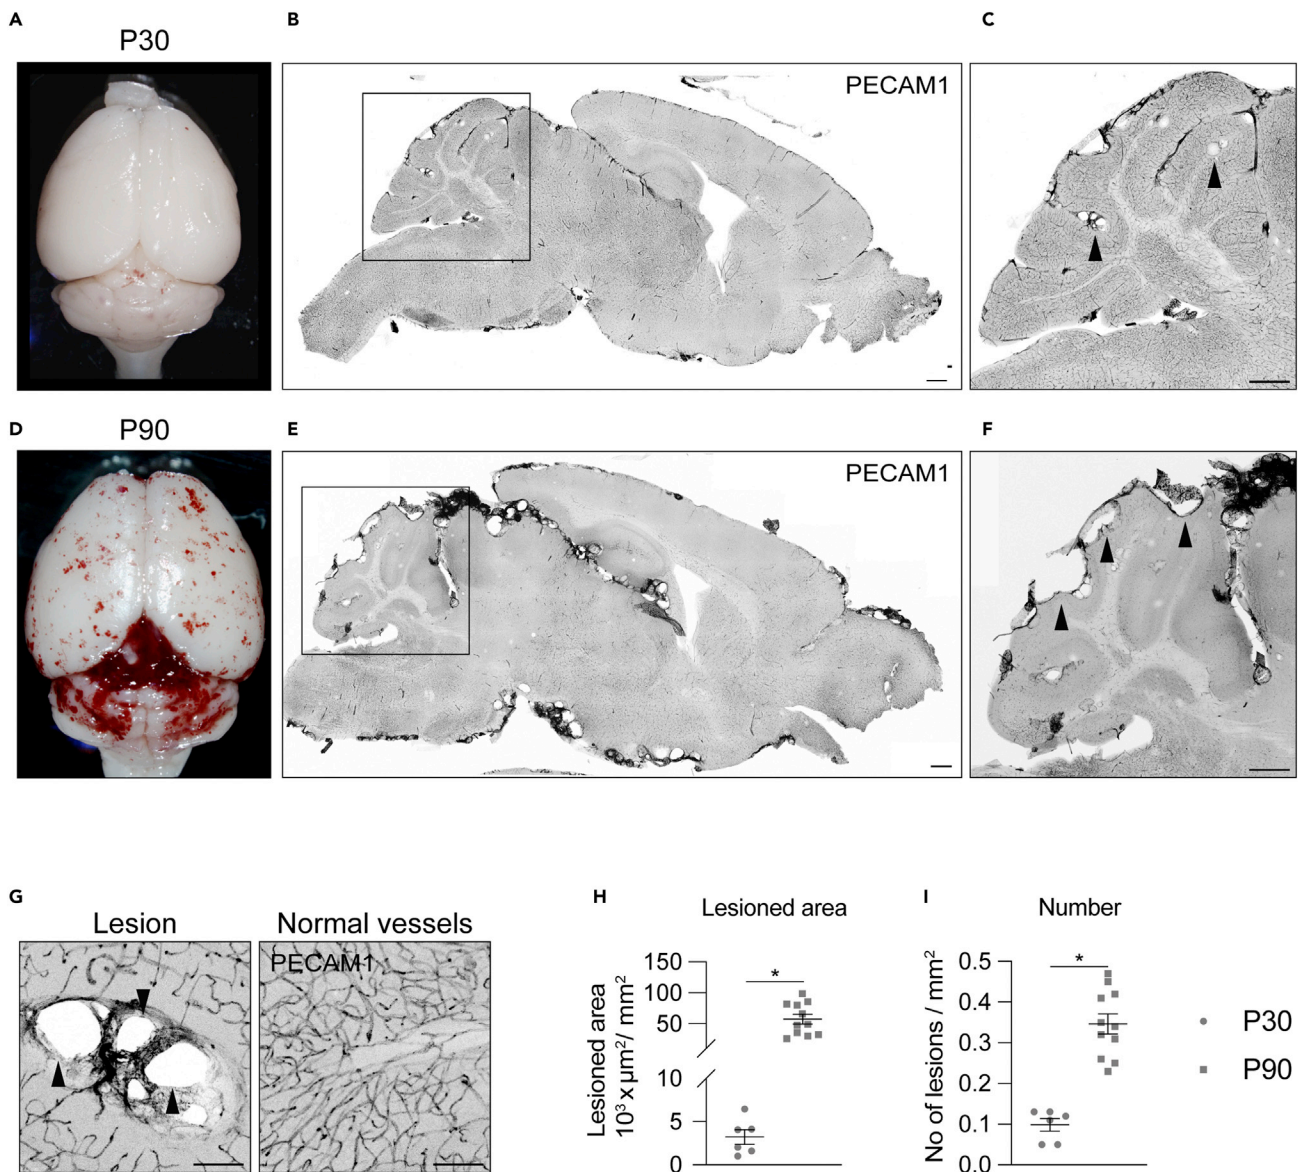 A
P30
B
PECAM1
C
D
P90
E
PECAM1
F
G
Lesion
Normal vessels
PECAM1
H
Lesioned area
Lesioned area
10³ x µm²/ mm²
150
100
50
10
5
0
*
I
Number
No of lesions / mm²
0.5
0.4
0.3
0.2
0.1
0.0
*
P30
P90